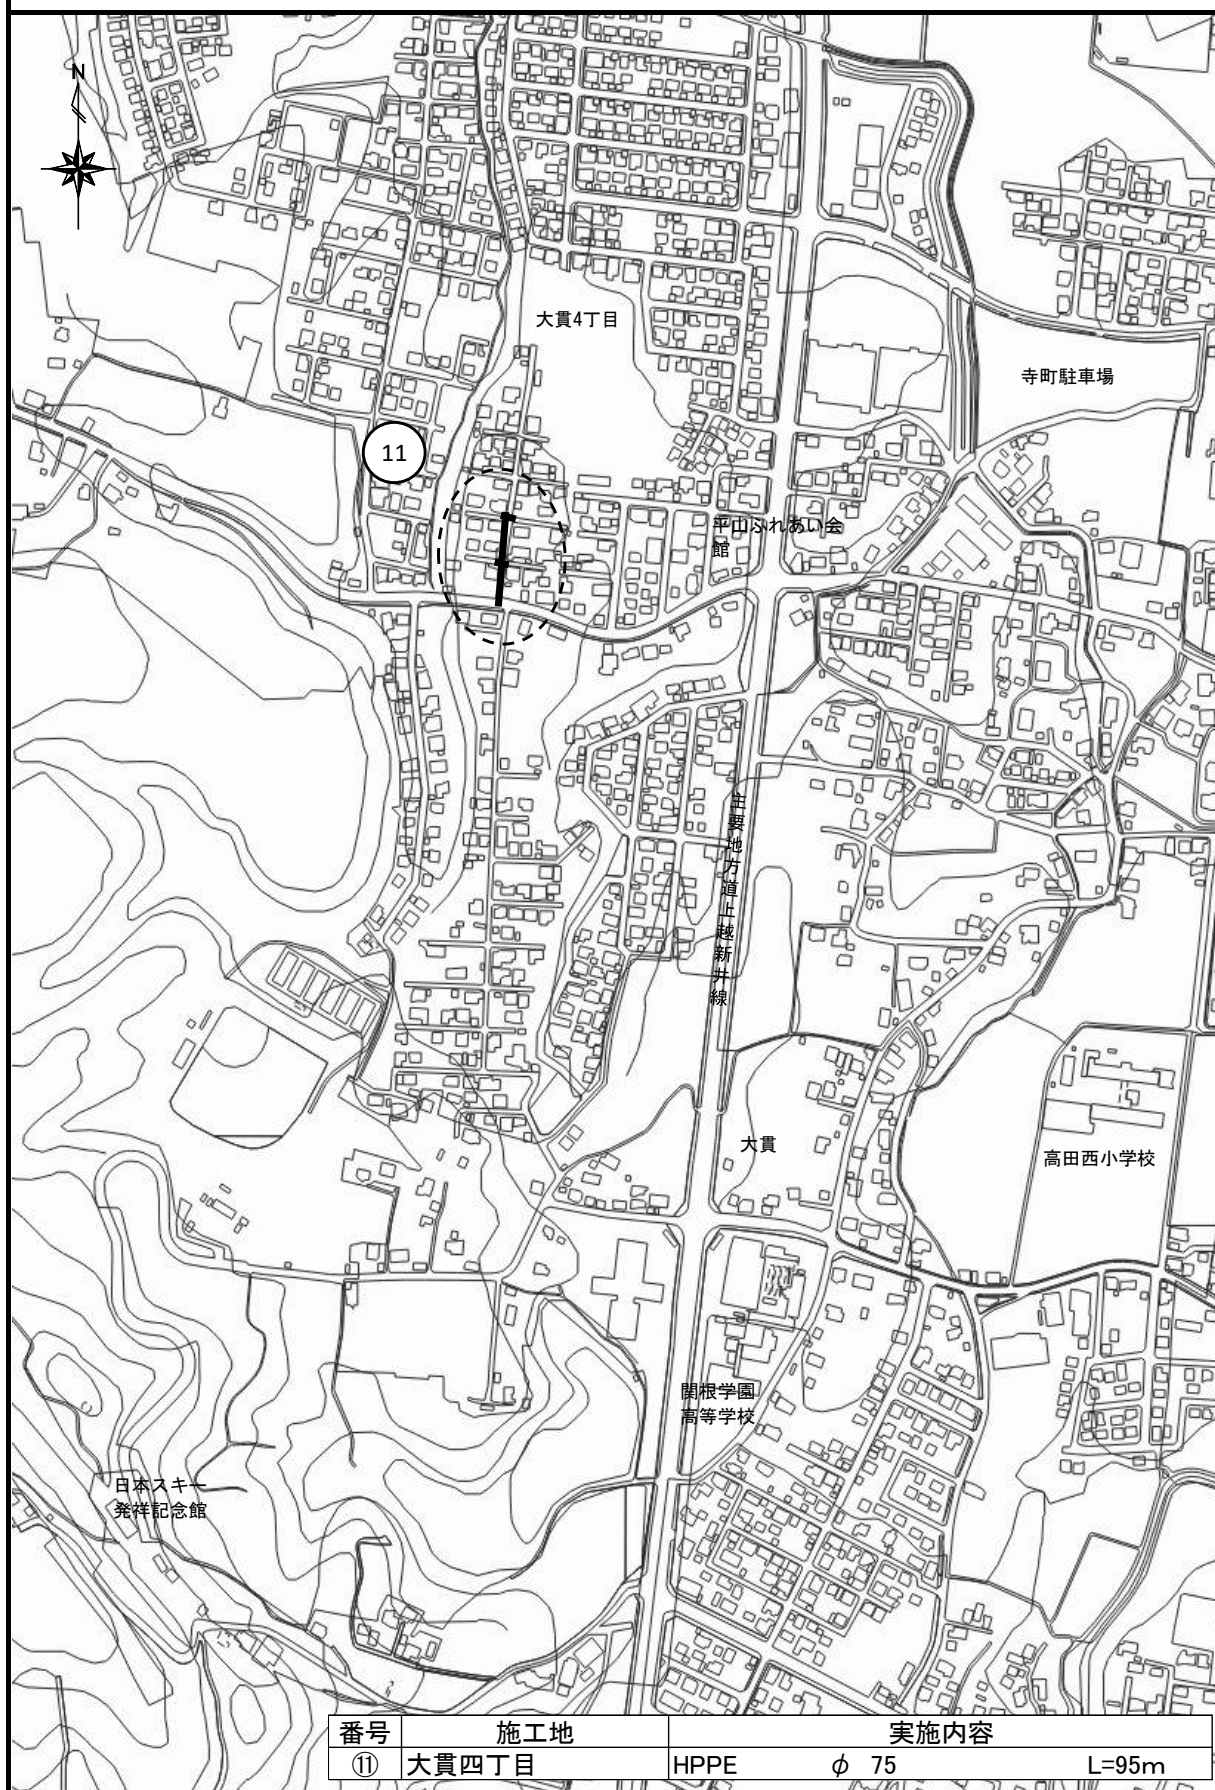 N
大貫4丁目
寺町駐車場
11
平山ふれあい会
館
主要地方道上越新井線
大貫
高田西小学校
関根学園
高等学校
日本スキー
発祥記念館
番号 施工地 実施内容
⑪ 大貫四丁目 HPPE φ 75 L=95m